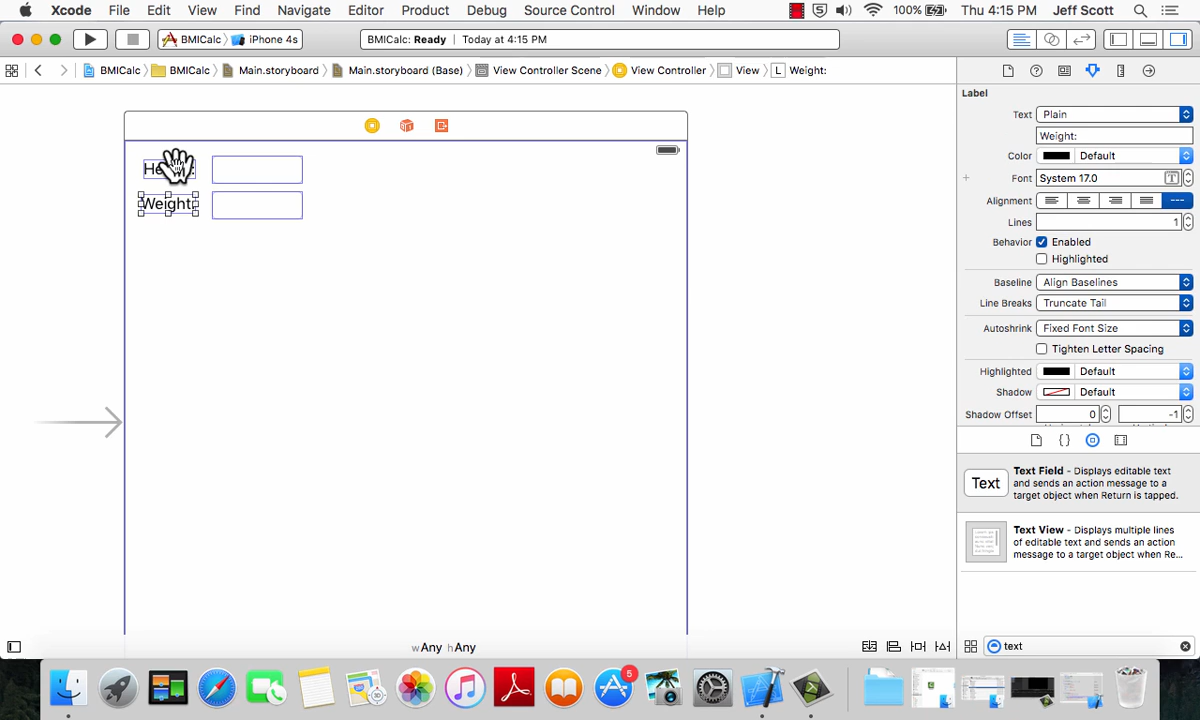 Xcode File Edit View Find Navigate Editor Product Debug Source Control Window Help 100% Thu 4:15 PM Jeff Scott
BMICalc iPhone 4s BMICalc: Ready | Today at 4:15 PM
BMICalc BMICalc Main.storyboard Main.storyboard (Base) View Controller Scene View Controller View L Weight:
Label
Text Plain
Weight:
Color Default
Font System 17.0 T
Alignment
Lines 1
Behavior Enabled
Highlighted
Baseline Align Baselines
Line Breaks Truncate Tail
Autoshrink Fixed Font Size
Tighten Letter Spacing
Highlighted Default
Shadow Default
Shadow Offset 0 -1
Weight:
Text
Text Field - Displays editable text
and sends an action message to a
target object when Return is tapped.
Text View - Displays multiple lines
of editable text and sends an action
message to a target object when Re...
wAny hAny
text
5